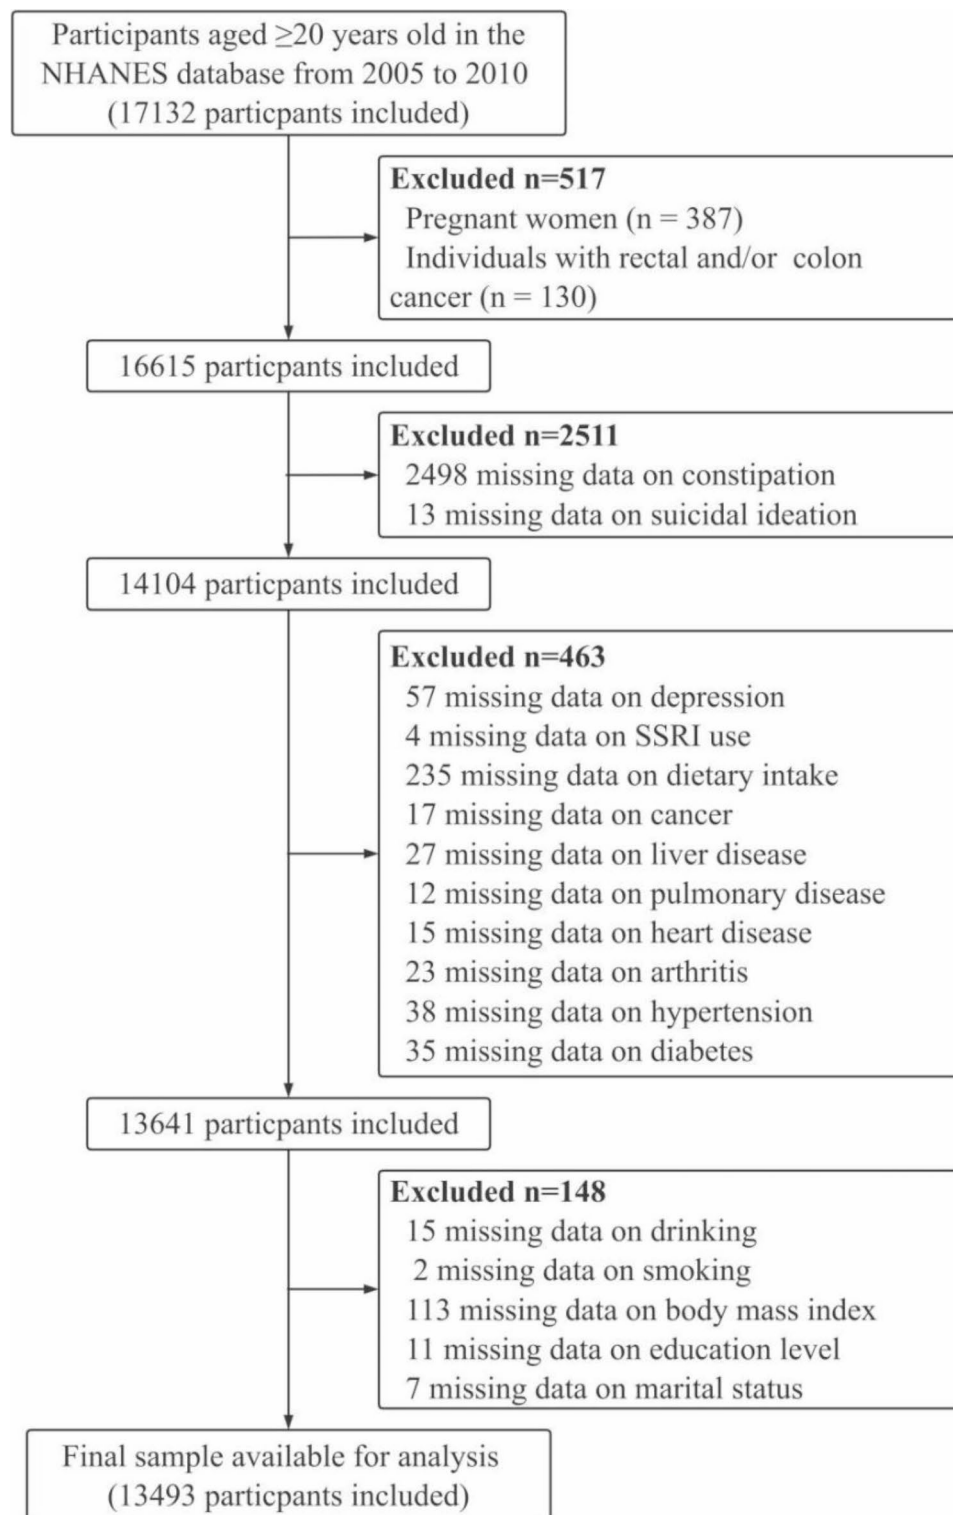 Participants aged ≥20 years old in the
NHANES database from 2005 to 2010
(17132 particpants included)
Excluded n=517
Pregnant women (n = 387)
Individuals with rectal and/or colon
cancer (n = 130)
16615 particpants included
Excluded n=2511
2498 missing data on constipation
13 missing data on suicidal ideation
14104 particpants included
Excluded n=463
57 missing data on depression
4 missing data on SSRI use
235 missing data on dietary intake
17 missing data on cancer
27 missing data on liver disease
12 missing data on pulmonary disease
15 missing data on heart disease
23 missing data on arthritis
38 missing data on hypertension
35 missing data on diabetes
13641 particpants included
Excluded n=148
15 missing data on drinking
2 missing data on smoking
113 missing data on body mass index
11 missing data on education level
7 missing data on marital status
Final sample available for analysis
(13493 particpants included)